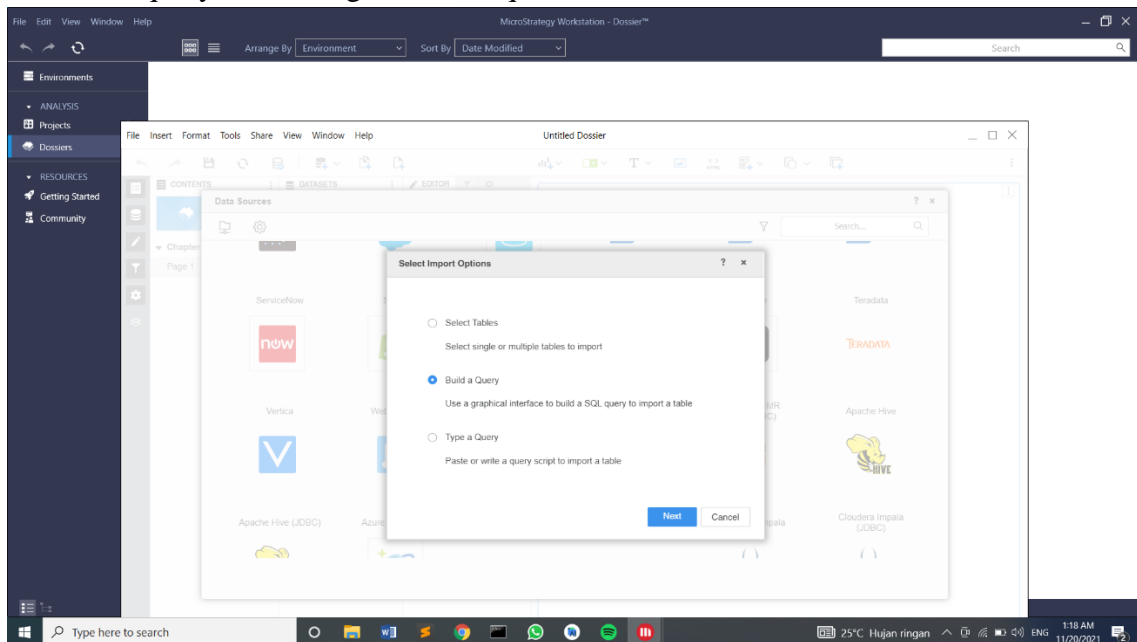 File Edit View Window Help
MicroStrategy Workstation - Dossier™
Arrange By Environment Sort By Date Modified Search
Environments
ANALYSIS
Projects
Dossiers
RESOURCES
Getting Started
Community
File Insert Format Tools Share View Window Help Untitled Dossier
CONTENTS DATASETS EDITOR
Data Sources
Search...
Chapter
Page 1
Select Import Options
ServiceNow Teradata
now TERADATA
Select Tables
Select single or multiple tables to import
Build a Query
Use a graphical interface to build a SQL query to import a table
Vertica Apache Hive
HIVE
Type a Query
Paste or write a query script to import a table
Next Cancel
Apache Hive (JDBC) Azure Cloudera Impala
(JDBC)
Type here to search
25°C Hujan ringan ENG 1:18 AM
11/20/2021